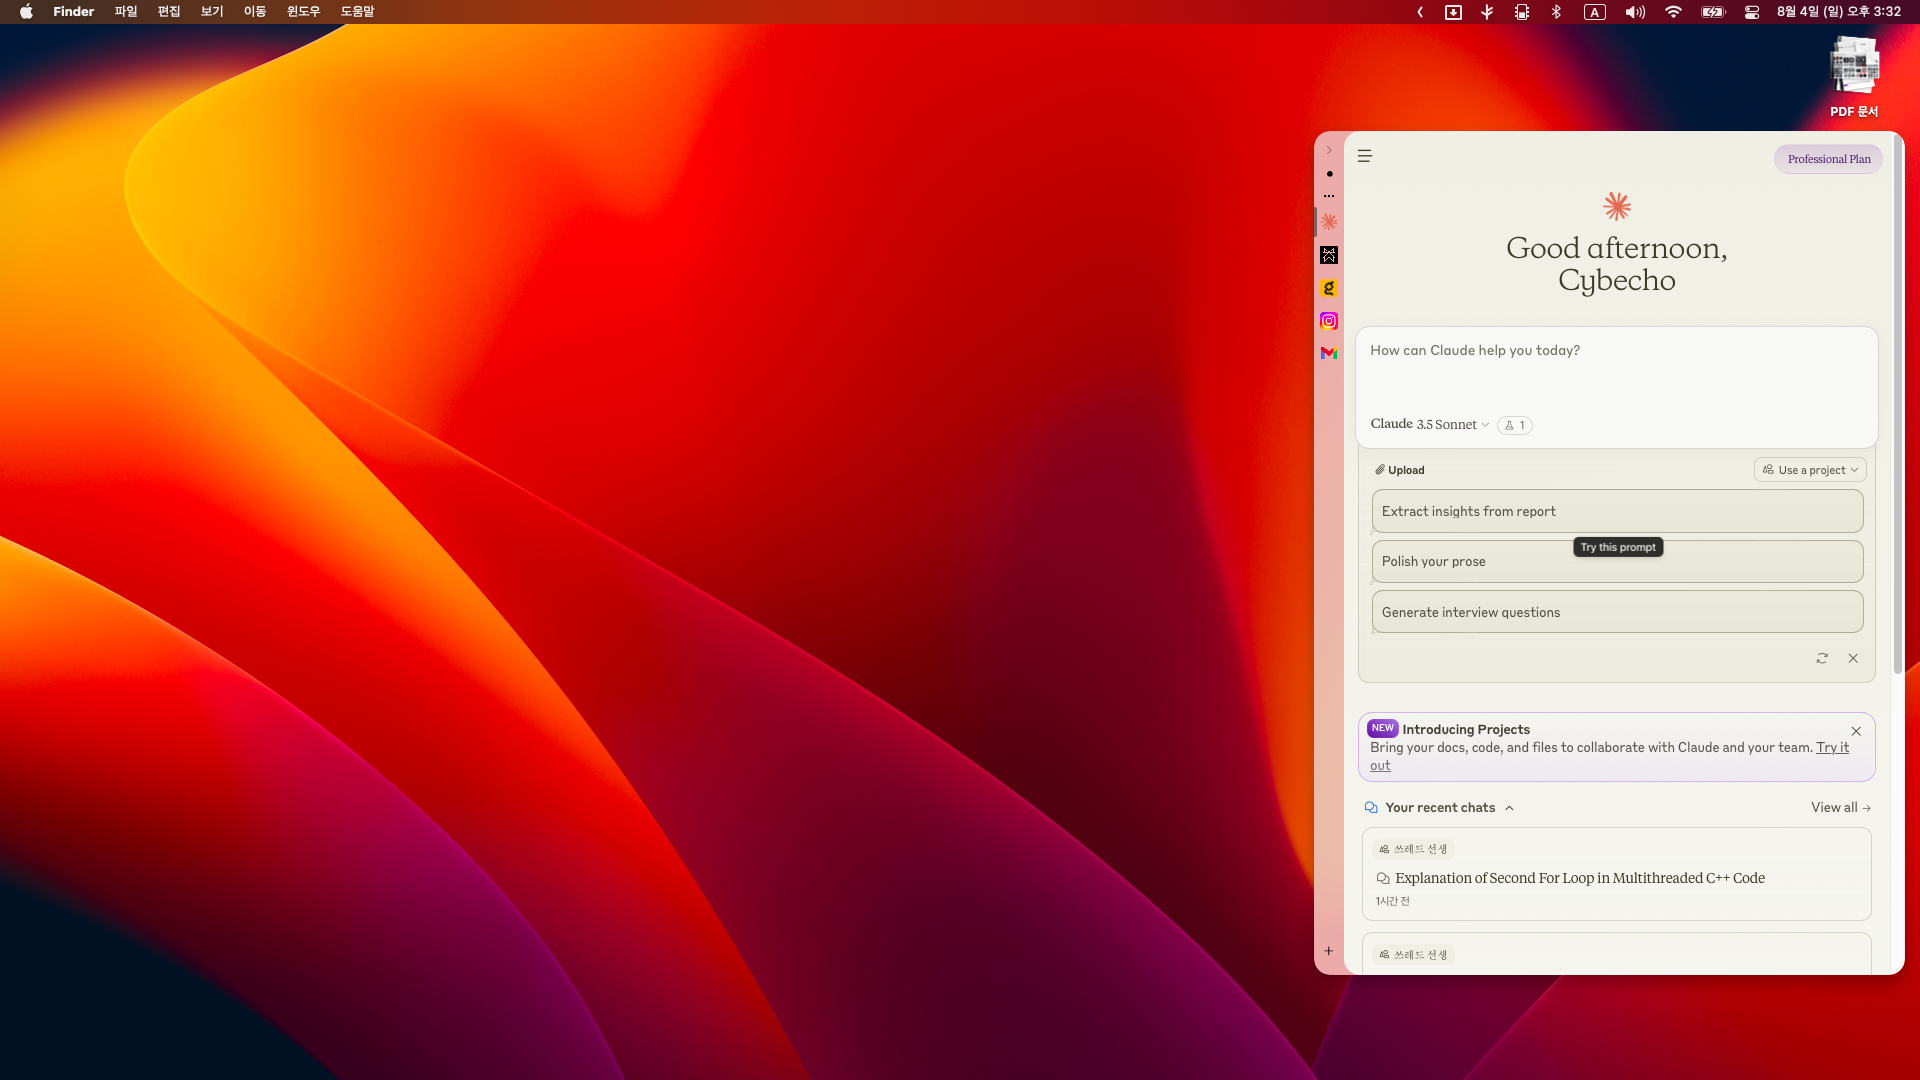 Finder 파일 편집 보기 이동 윈도우 도움말
A 8월 4일 (일) 오후 3:32
PDF 문서
Professional Plan
Good afternoon,
Cybecho
How can Claude help you today?
Claude 3.5 Sonnet 1
Upload Use a project
Extract insights from report
Try this prompt
Polish your prose
Generate interview questions
NEW Introducing Projects
Bring your docs, code, and files to collaborate with Claude and your team. Try it
out
Your recent chats View all →
쓰레드 선생
Explanation of Second For Loop in Multithreaded C++ Code
1시간 전
쓰레드 선생